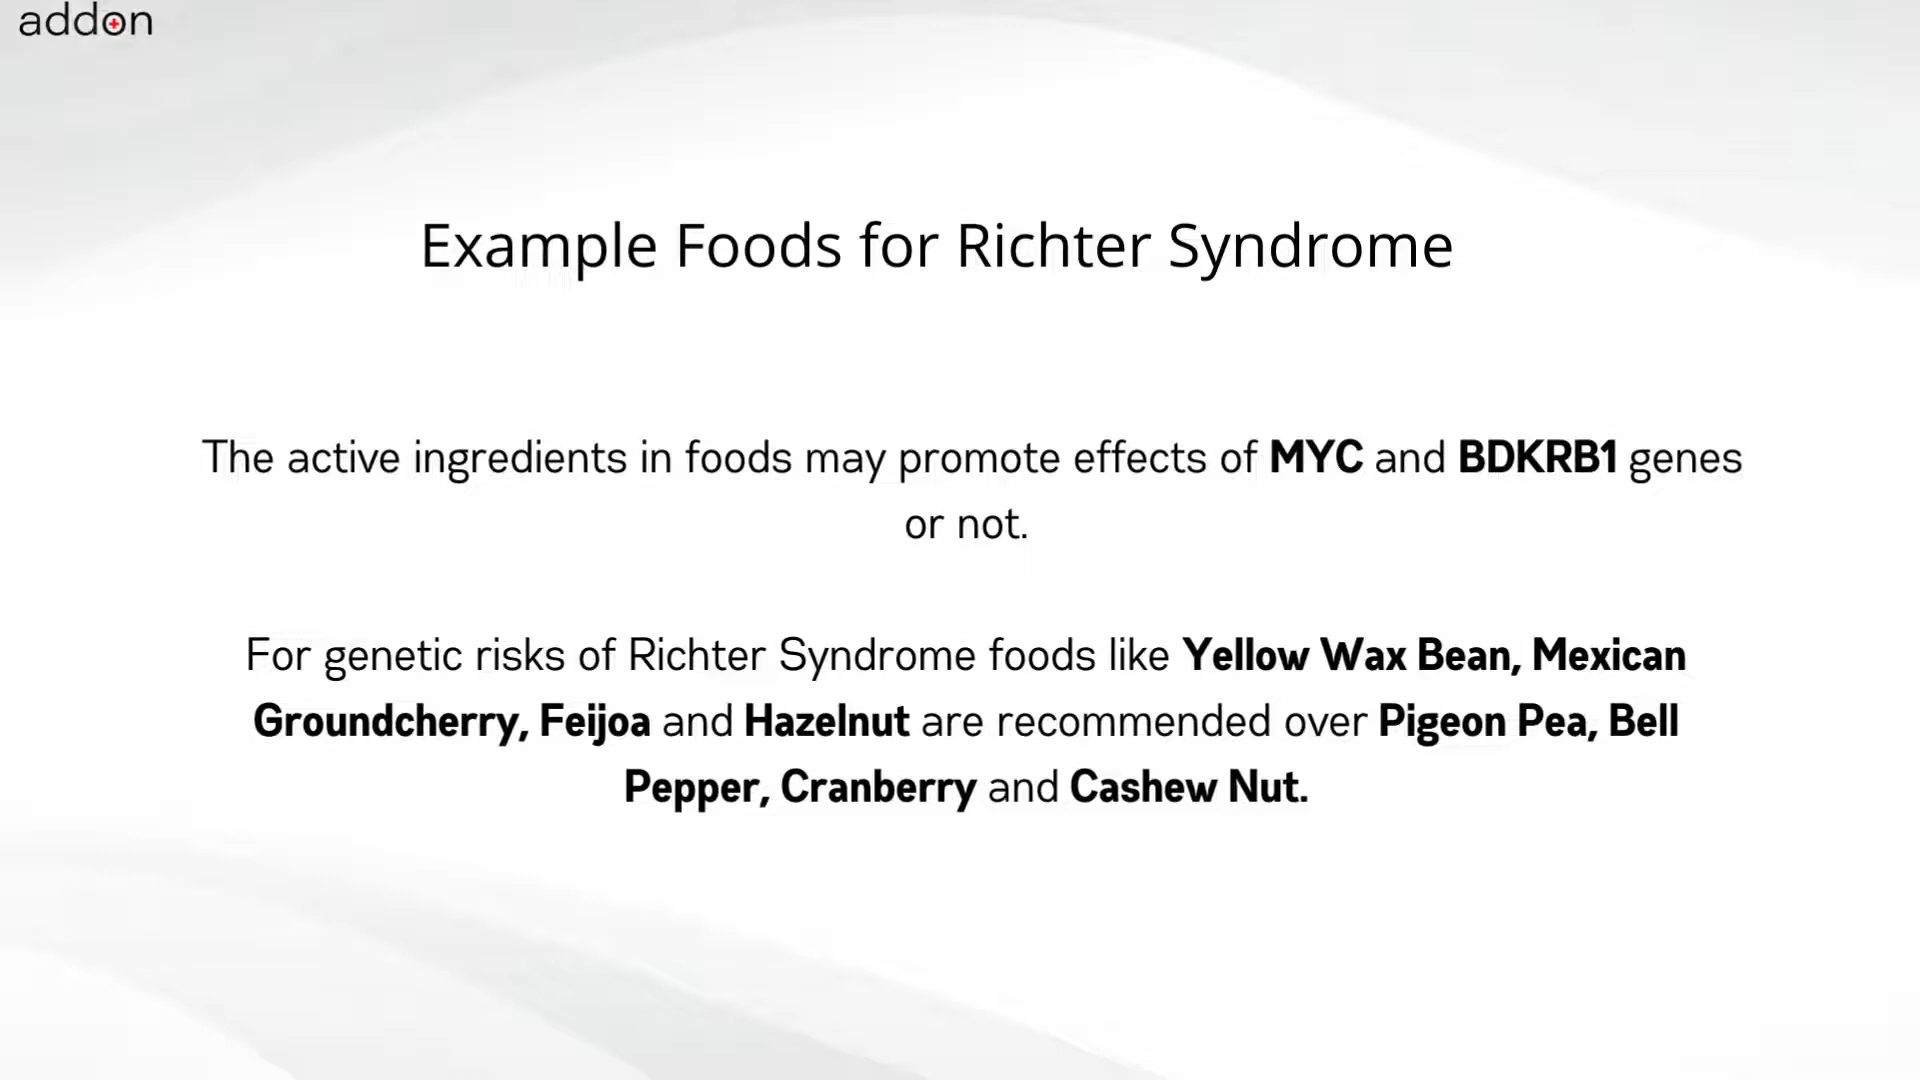 addon
Example Foods for Richter Syndrome
The active ingredients in foods may promote effects of MYC and BDKRB1 genes
or not.
For genetic risks of Richter Syndrome foods like Yellow Wax Bean, Mexican
Groundcherry, Feijoa and Hazelnut are recommended over Pigeon Pea, Bell
Pepper, Cranberry and Cashew Nut.